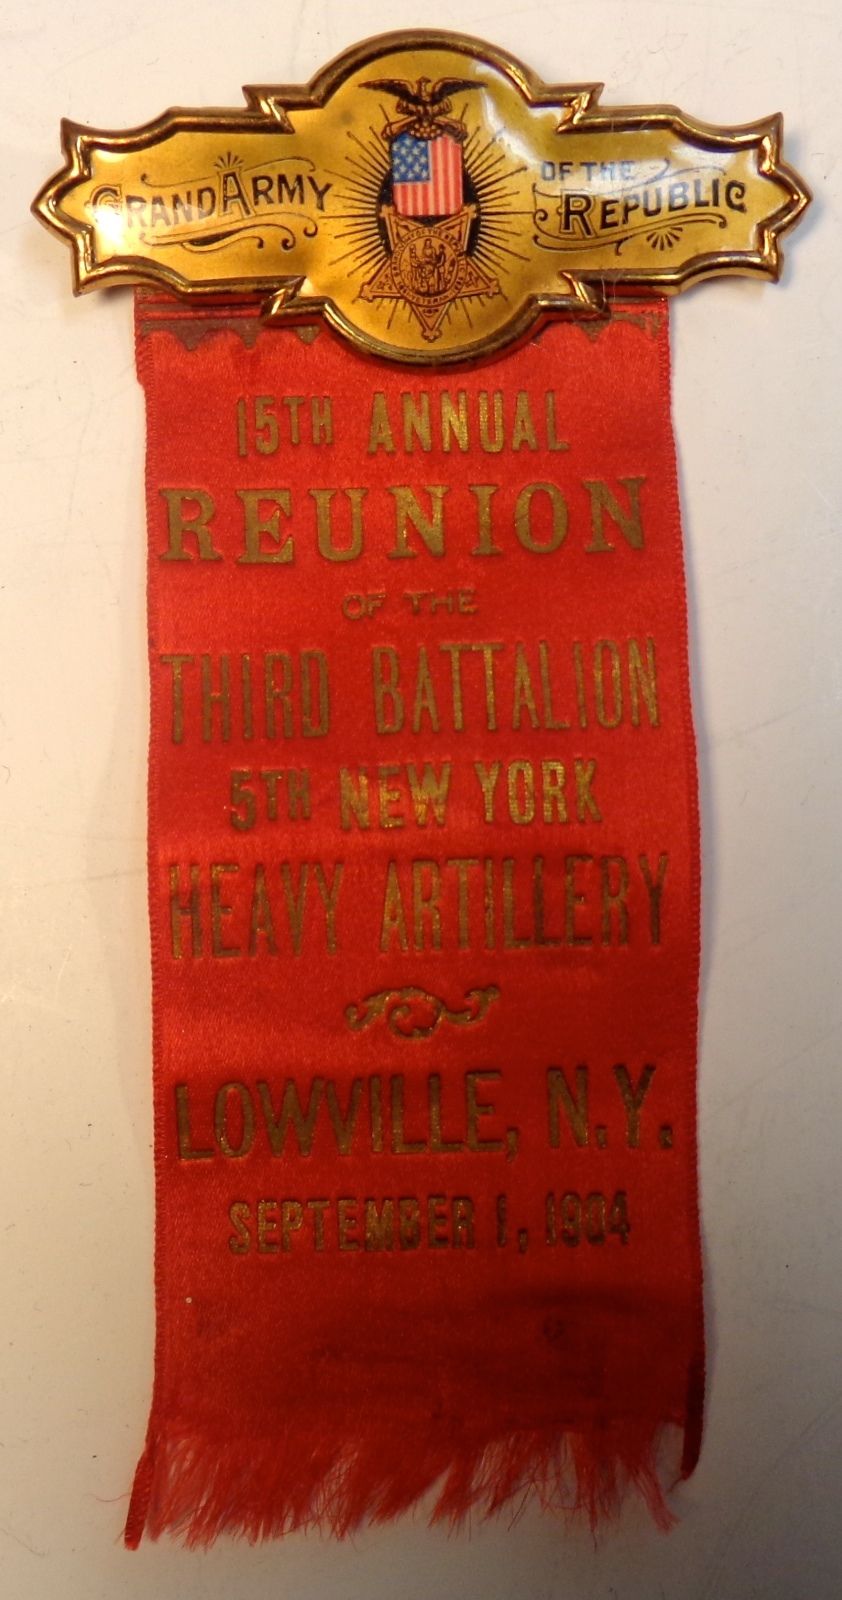 GRAND ARMY OF THE REPUBLIC
15TH ANNUAL
REUNION
OF THE
THIRD BATTALION
5TH NEW YORK
HEAVY ARTILLERY
LOWVILLE, N.Y.
SEPTEMBER 1, 1904